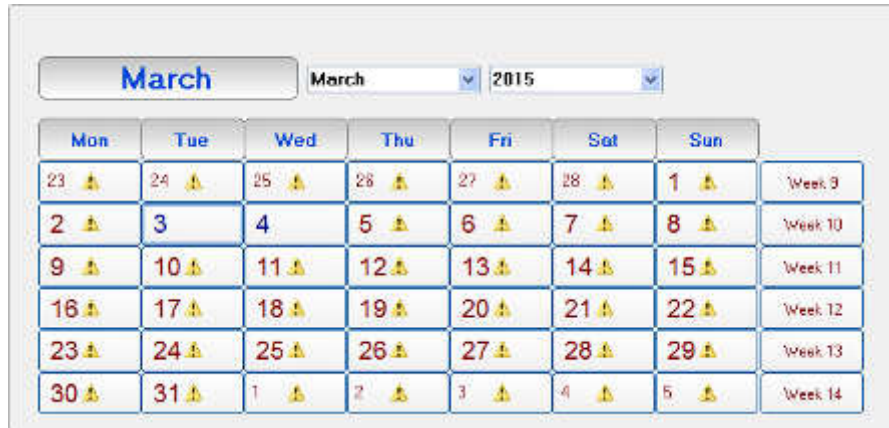 March March 2015
Mon Tue Wed Thu Fri Sat Sun
23 24 25 26 27 28 1 Week 9
2 3 4 5 6 7 8 Week 10
9 10 11 12 13 14 15 Week 11
16 17 18 19 20 21 22 Week 12
23 24 25 26 27 28 29 Week 13
30 31 1 2 3 4 5 Week 14